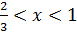 2/3 < x < 1